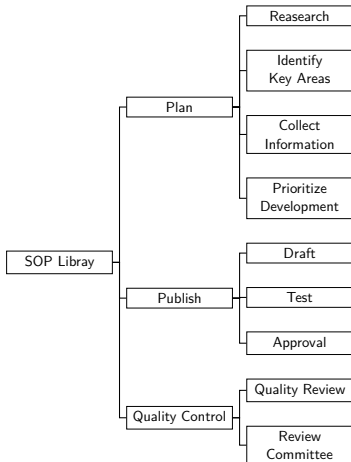 Reasearch
Identify
Key Areas
Plan
Collect
Information
Prioritize
Development
SOP Libray
Draft
Publish
Test
Approval
Quality Control
Quality Review
Review
Committee